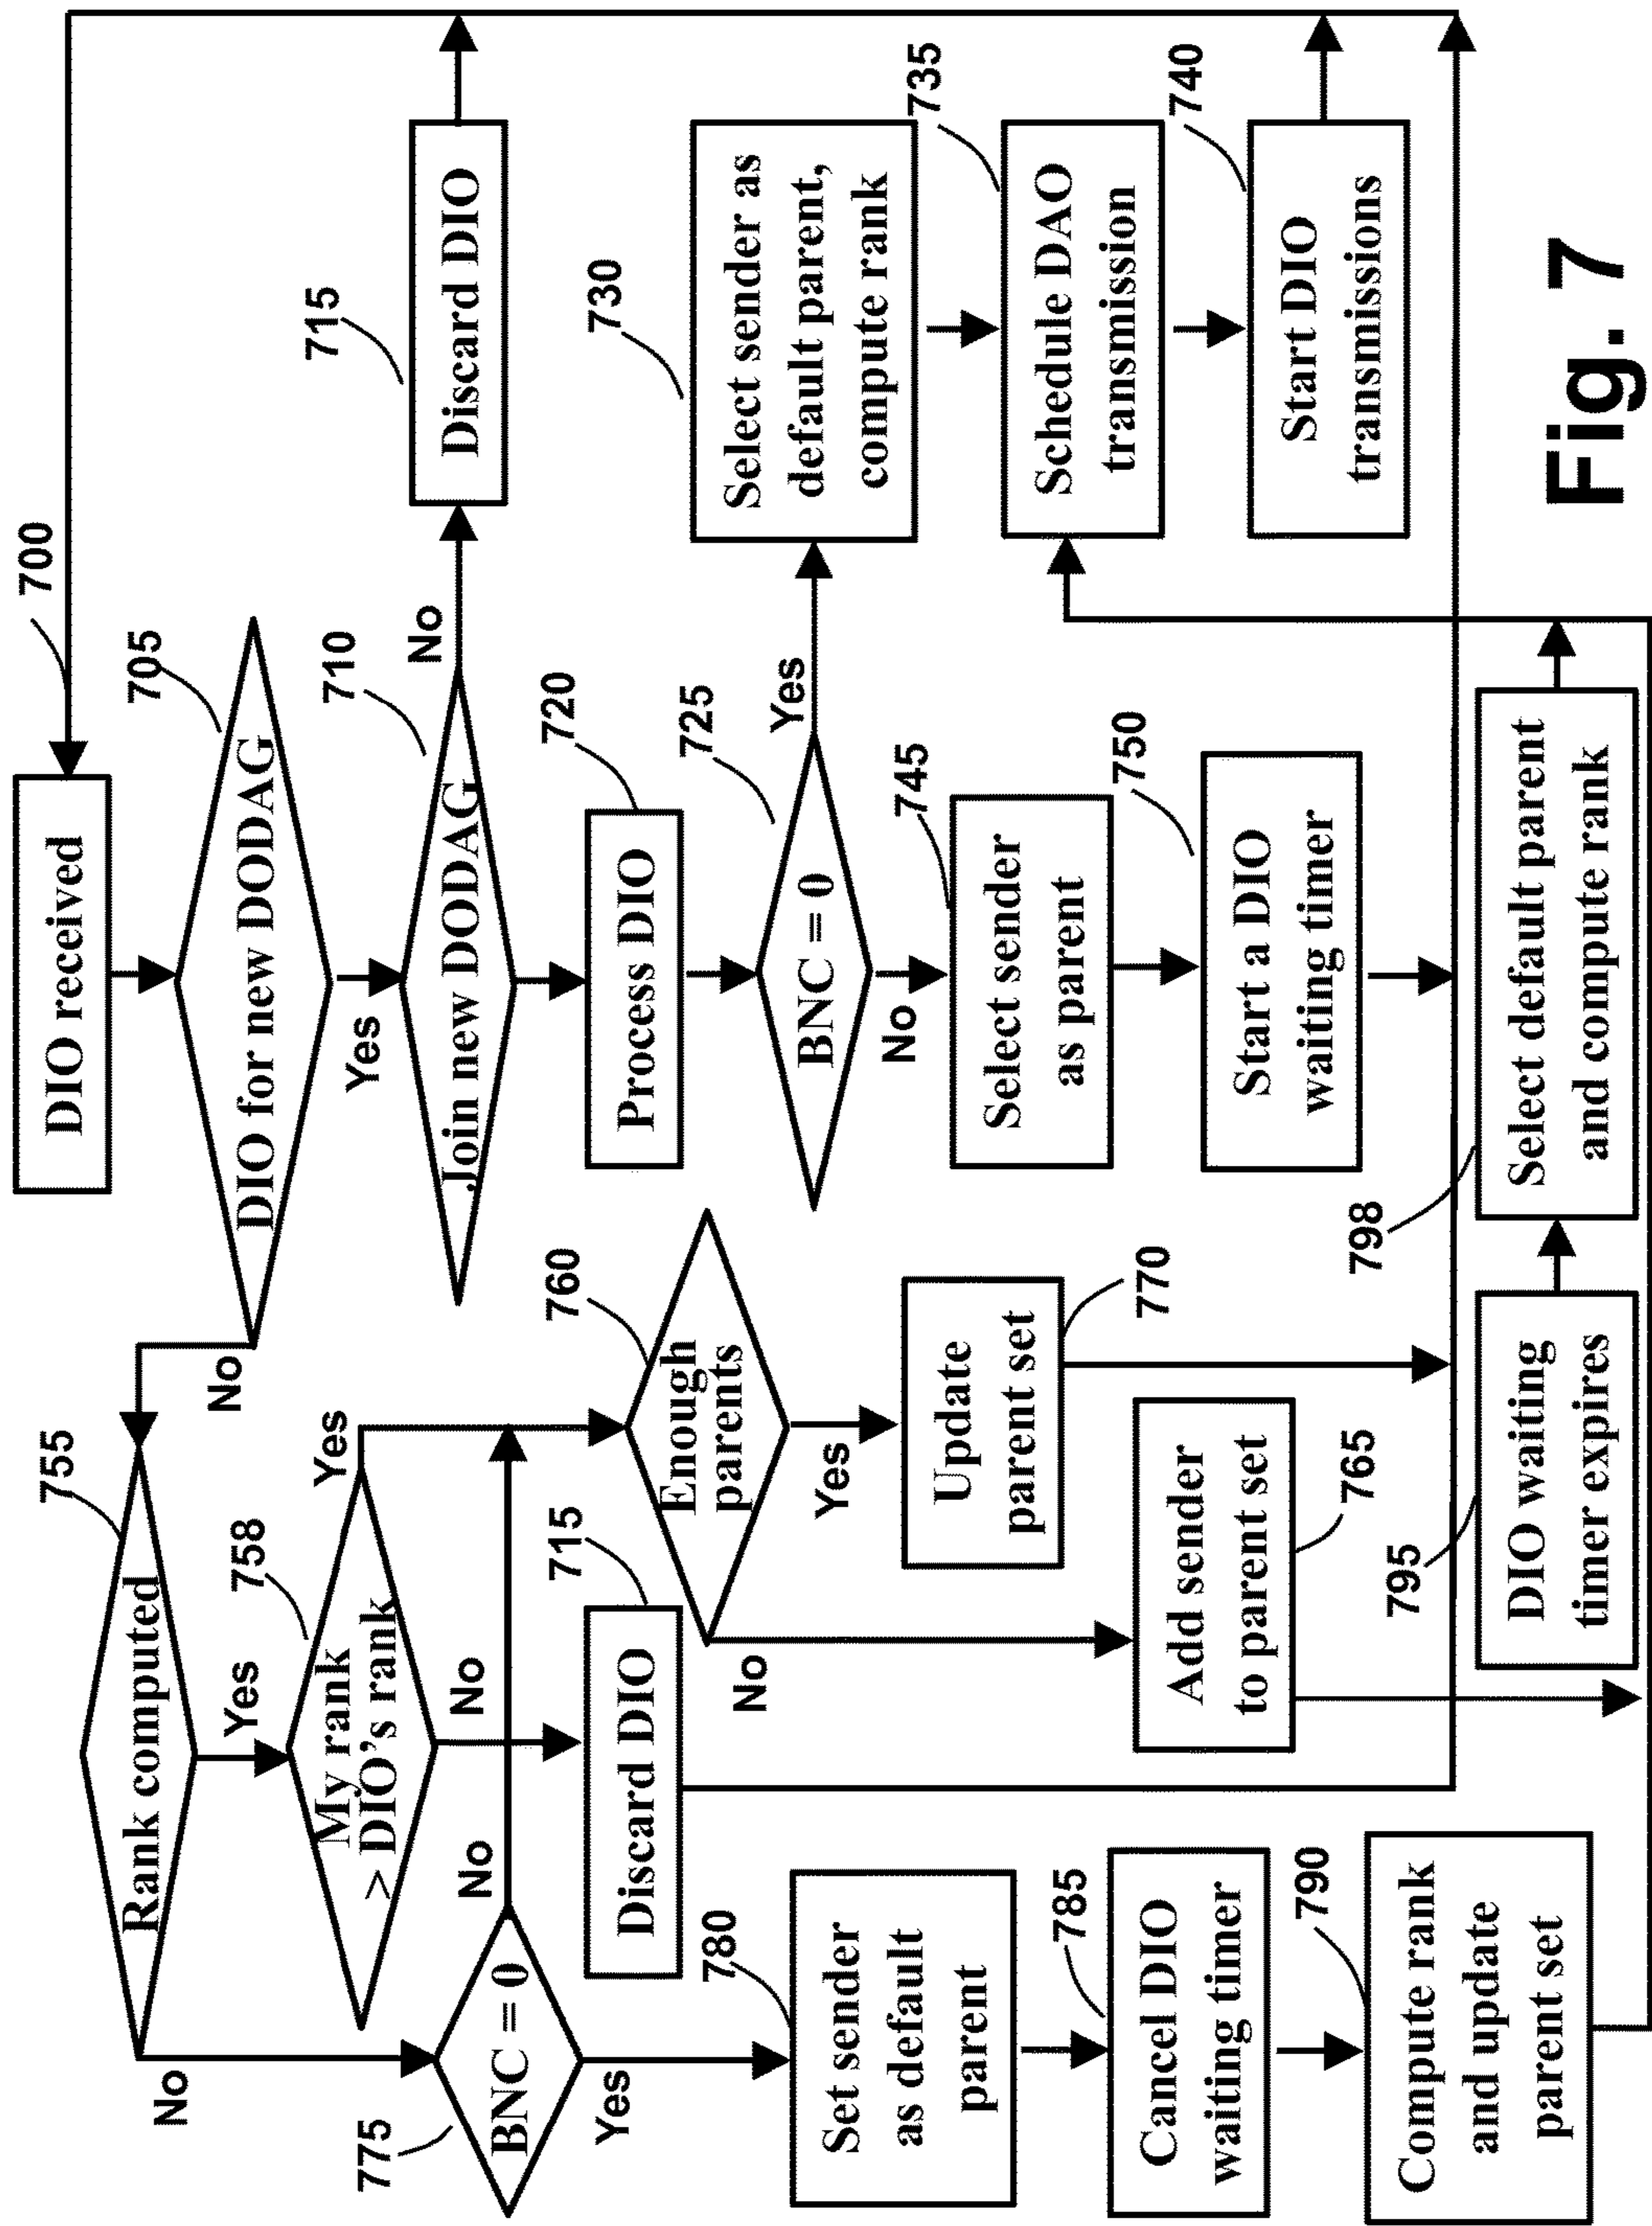 700
DIO received
705
DIO for new DODAG
No
Yes
755
Rank computed
No
Yes
710
Join new DODAG
No
715
Discard DIO
758
My rank
> DIO's rank
Yes
No
720
Process DIO
775
BNC = 0
No
Yes
715
Discard DIO
760
Enough
parents
No
Yes
725
BNC = 0
Yes
No
730
Select sender as
default parent,
compute rank
780
Set sender
as default
parent
770
Update
parent set
745
Select sender
as parent
735
Schedule DAO
transmission
785
Cancel DIO
waiting timer
765
Add sender
to parent set
750
Start a DIO
waiting timer
740
Start DIO
transmissions
790
Compute rank
and update
parent set
795
DIO waiting
timer expires
798
Select default parent
and compute rank
Fig. 7